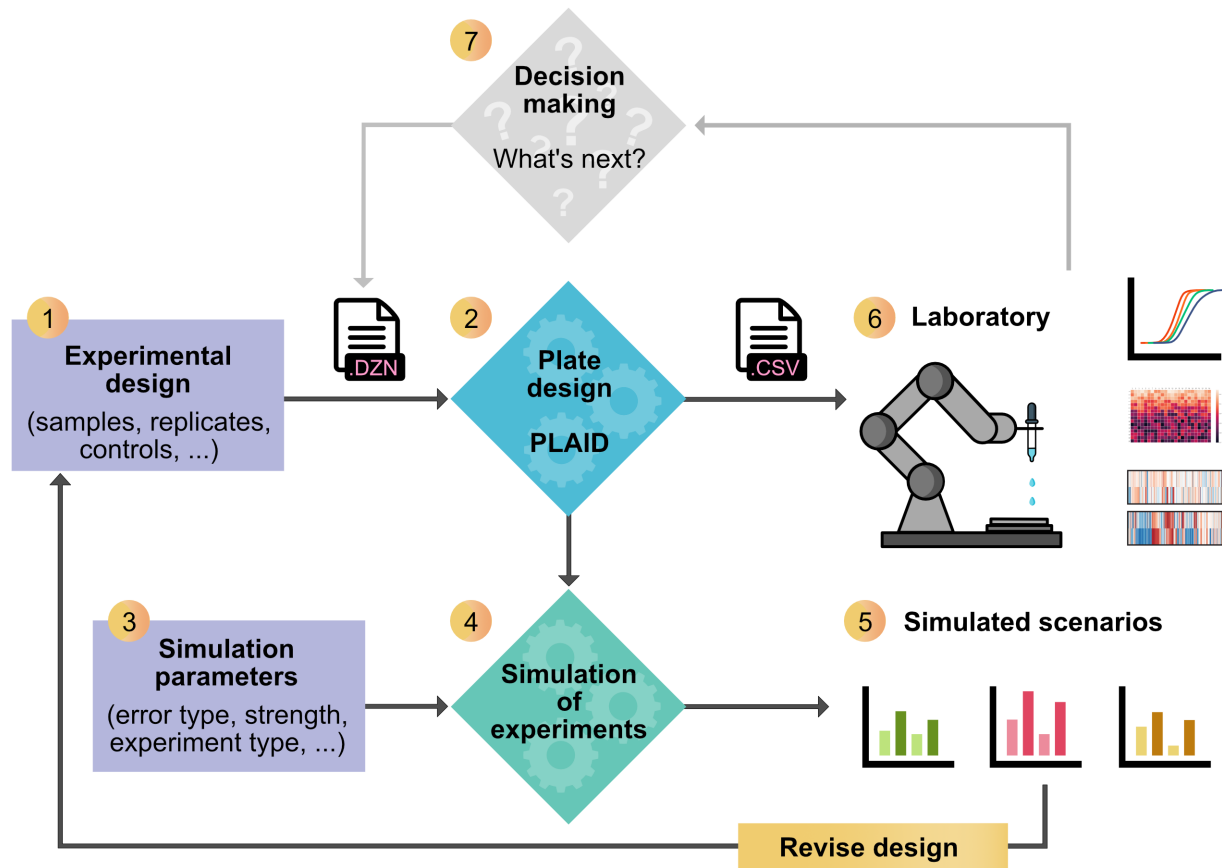 7
Decision
making
What's next?
1
Experimental
design
(samples, replicates,
controls, ...)
.DZN
2
Plate
design
PLAID
.CSV
6
Laboratory
3
Simulation
parameters
(error type, strength,
experiment type, ...)
4
Simulation
of
experiments
5
Simulated scenarios
Revise design